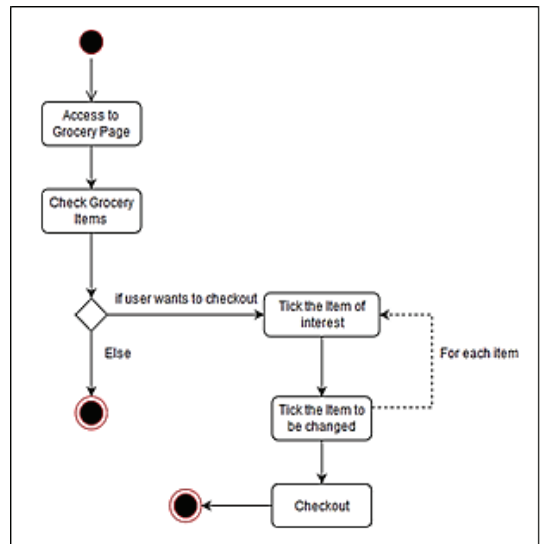 Access to
Grocery Page
Check Grocery
Items
if user wants to checkout
Tick the Item of
interest
Else
For each item
Tick the Item to
be changed
Checkout